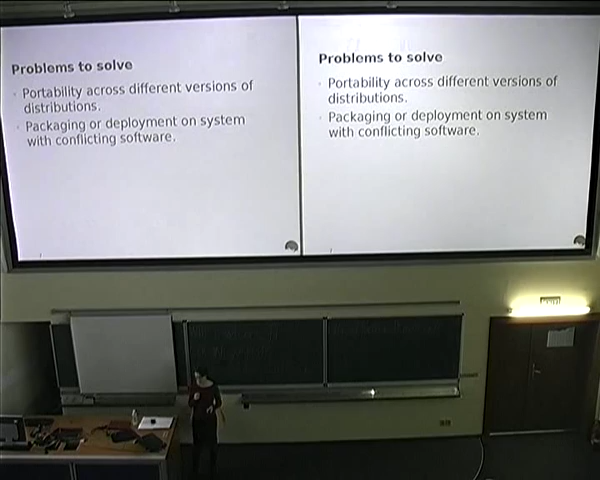 Problems to solve
Portability across different versions of
distributions.
Packaging or deployment on system
with conflicting software.
Problems to solve
Portability across different versions of
distributions.
Packaging or deployment on system
with conflicting software.